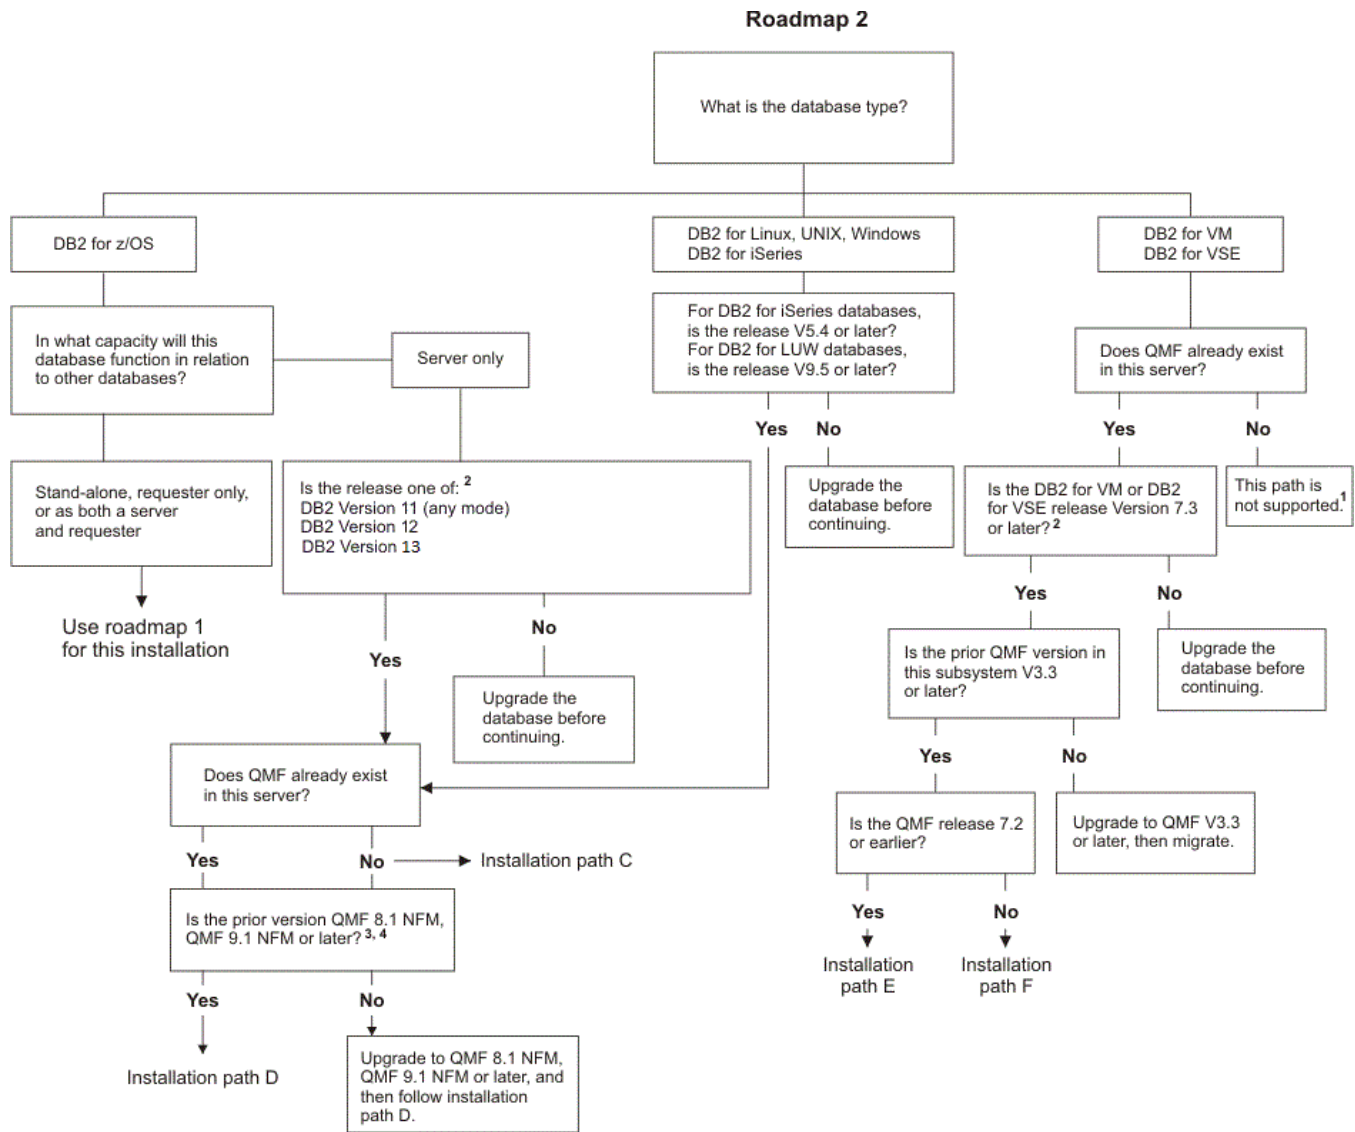 Roadmap 2
What is the database type?
DB2 for z/OS
DB2 for Linux, UNIX, Windows
DB2 for iSeries
DB2 for VM
DB2 for VSE
In what capacity will this
database function in relation
to other databases?
Server only
For DB2 for iSeries databases,
is the release V5.4 or later?
For DB2 for LUW databases,
is the release V9.5 or later?
Does QMF already exist
in this server?
Yes
No
Yes
No
Stand-alone, requester only,
or as both a server
and requester
Is the release one of: 2
DB2 Version 11 (any mode)
DB2 Version 12
DB2 Version 13
Upgrade the
database before
continuing.
Is the DB2 for VM or DB2
for VSE release Version 7.3
or later? 2
This path is
not supported. 1
Use roadmap 1
for this installation
Yes
No
Yes
No
Upgrade the
database before
continuing.
Is the prior QMF version in
this subsystem V3.3
or later?
Upgrade the
database before
continuing.
Does QMF already exist
in this server?
Yes
No
Yes
No
Installation path C
Is the QMF release 7.2
or earlier?
Upgrade to QMF V3.3
or later, then migrate.
Is the prior version QMF 8.1 NFM,
QMF 9.1 NFM or later? 3, 4
Yes
No
Yes
No
Installation
path E
Installation
path F
Installation path D
Upgrade to QMF 8.1 NFM,
QMF 9.1 NFM or later, and
then follow installation
path D.